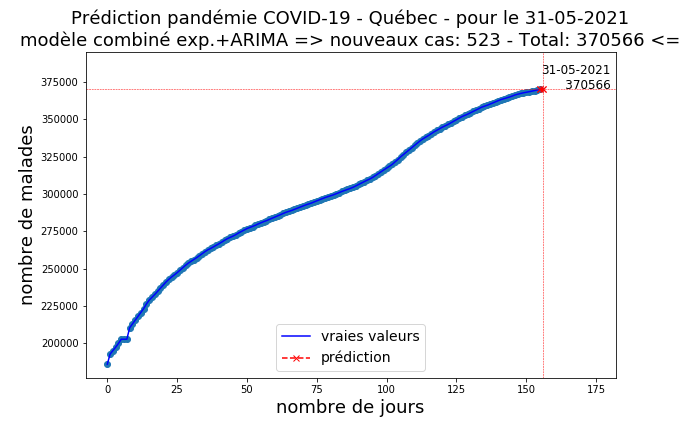 Prédiction pandémie COVID-19 - Québec - pour le 31-05-2021
modèle combiné exp.+ARIMA => nouveaux cas: 523 - Total: 370566 <=
31-05-2021
370566
375000
350000
325000
300000
275000
250000
225000
200000
nombre de malades
vraies valeurs
prédiction
0 25 50 75 100 125 150 175
nombre de jours